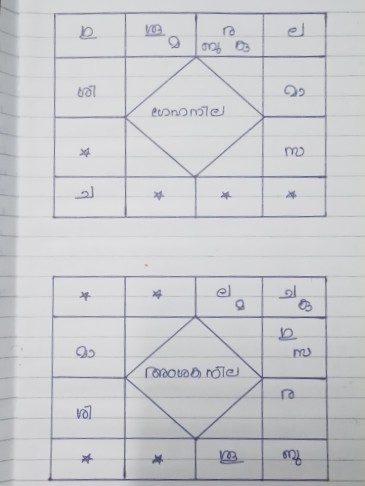 ഗു ശു ര ല
മ ബു കു
ശി മാ
ഗ്രഹനില
* സ
ച * * *
* * ല ച
മ കു
ഗു
മാ സ
അംശകനില
ര
ശി
* * ശു ബു